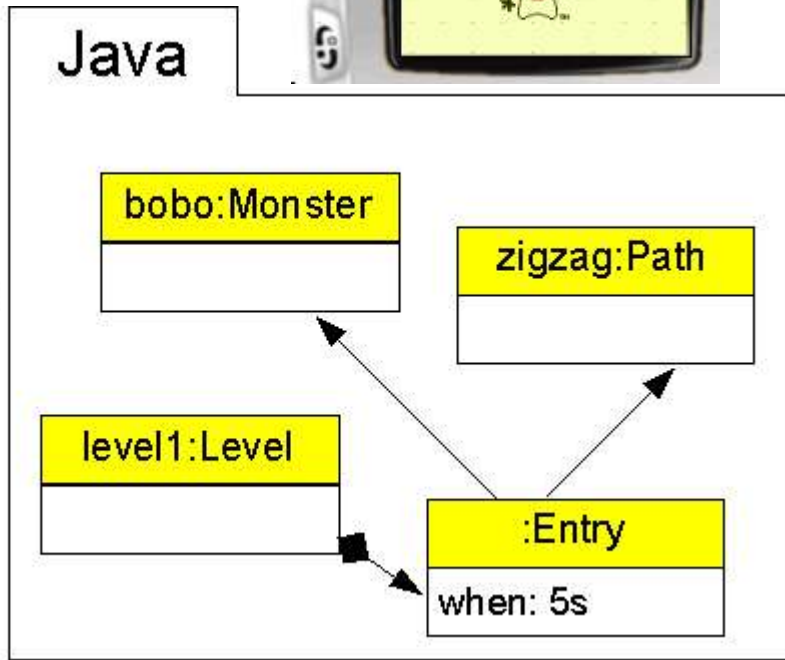 Java
bobo:Monster
zigzag:Path
level1:Level
:Entry
when: 5s